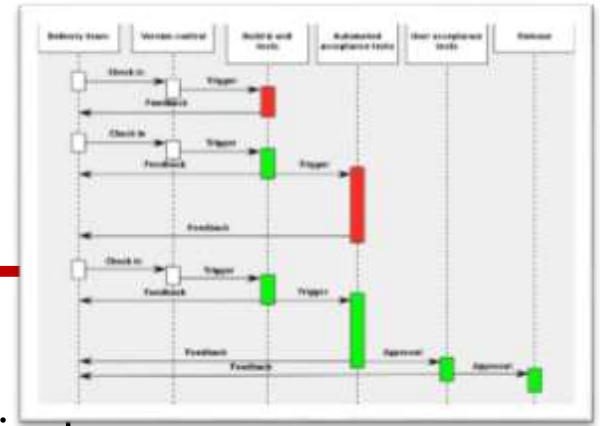 Delivery team
Version control
Build & unit
tests
Automated
acceptance tests
User acceptance
tests
Release
Check in
Trigger
Feedback
Check in
Trigger
Feedback
Trigger
Feedback
Check in
Trigger
Feedback
Trigger
Feedback
Approval
Feedback
Approval